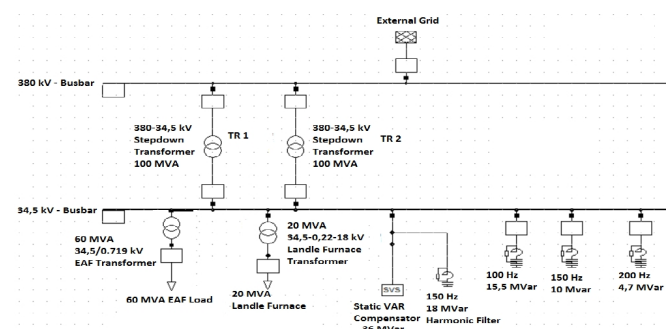 External Grid
380 kV - Busbar
380-34,5 kV
Stepdown
Transformer
100 MVA
TR 1
380-34,5 kV
Stepdown
Transformer
100 MVA
TR 2
34,5 kV - Busbar
60 MVA
34,5/0.719 kV
EAF Transformer
60 MVA EAF Load
20 MVA
34,5-0,22-18 kV
Landle Furnace
Transformer
20 MVA
Landle Furnace
SVS
Static VAR
Compensator
36 MVar
150 Hz
18 MVar
Harmonic Filter
100 Hz
15,5 MVar
150 Hz
10 Mvar
200 Hz
4,7 MVar